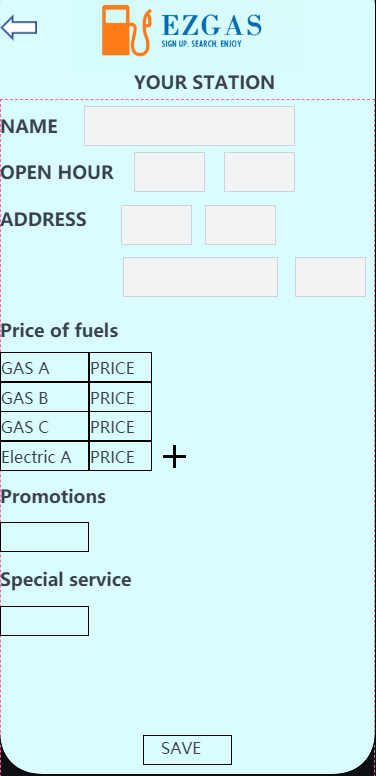 EZGAS
SIGN UP. SEARCH. ENJOY
YOUR STATION
NAME
OPEN HOUR
ADDRESS
Price of fuels
GAS A PRICE
GAS B PRICE
GAS C PRICE
Electric A PRICE
Promotions
Special service
SAVE